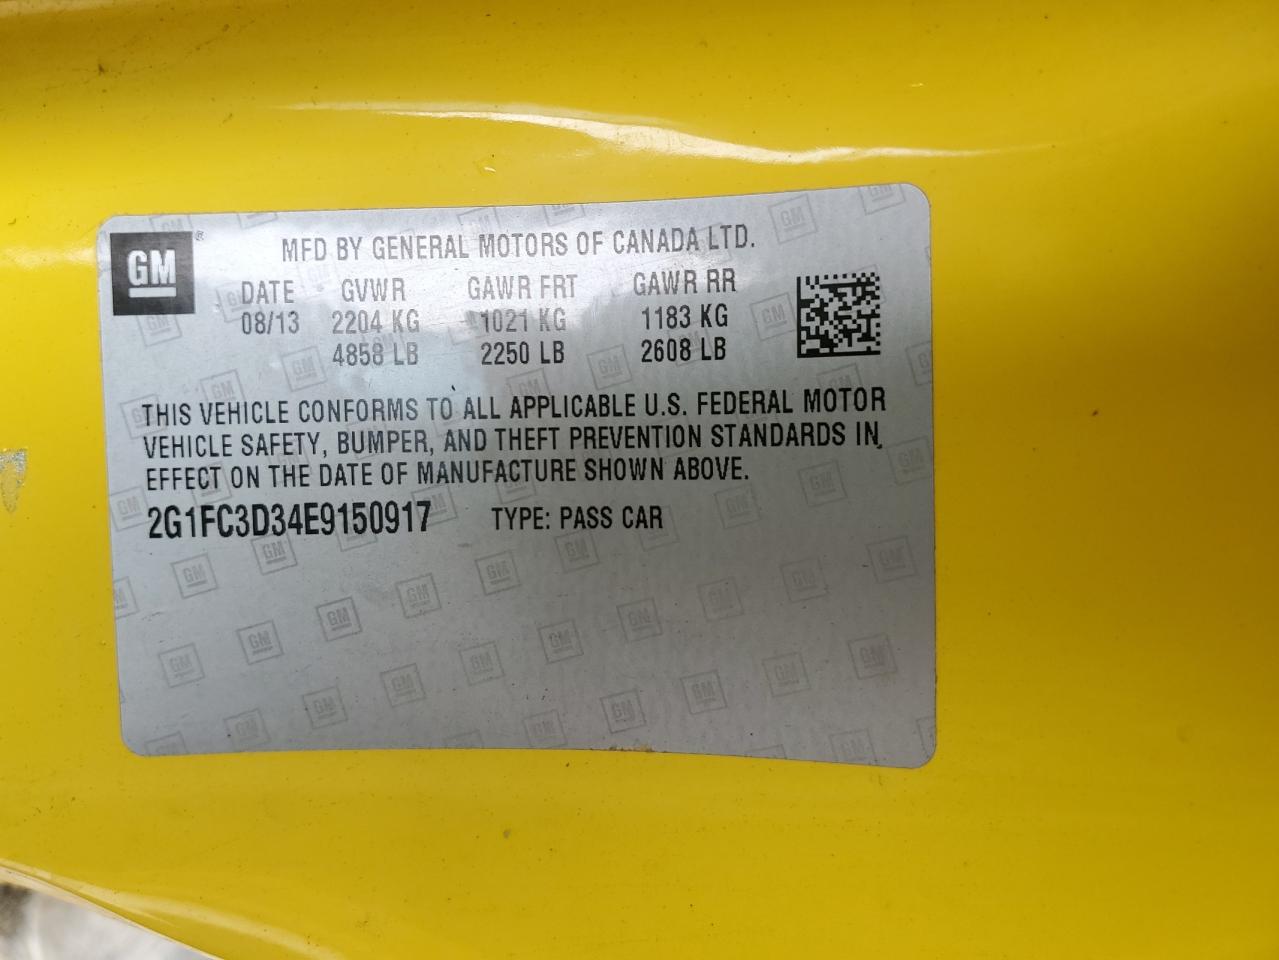 GM®
MFD BY GENERAL MOTORS OF CANADA LTD.
DATE GVWR GAWR FRT GAWR RR
08/13 2204 KG 1021 KG 1183 KG
4858 LB 2250 LB 2608 LB
THIS VEHICLE CONFORMS TO ALL APPLICABLE U.S. FEDERAL MOTOR
VEHICLE SAFETY, BUMPER, AND THEFT PREVENTION STANDARDS IN
EFFECT ON THE DATE OF MANUFACTURE SHOWN ABOVE.
2G1FC3D34E9150917 TYPE: PASS CAR